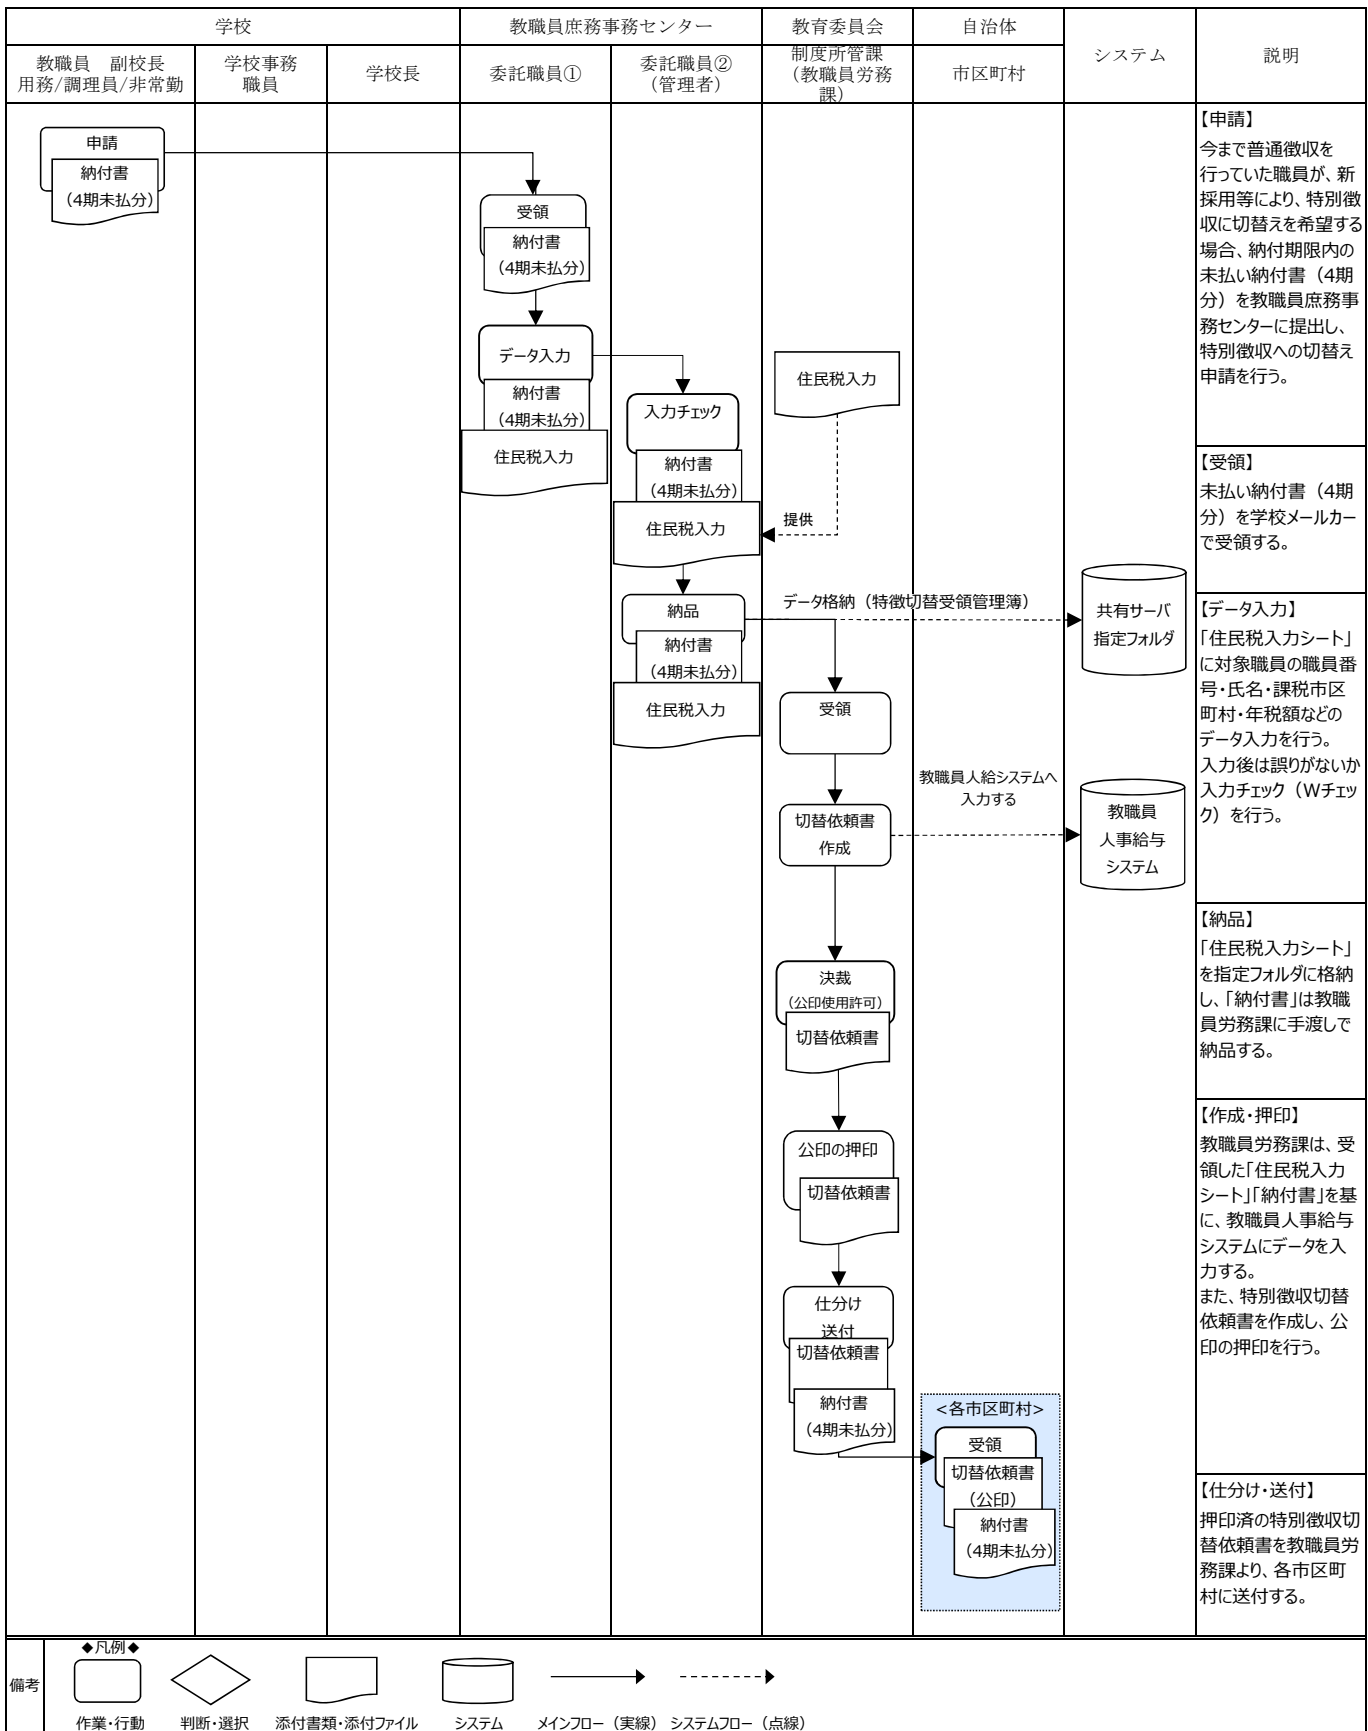 学校
教職員庶務事務センター
教育委員会
自治体
システム
説明
教職員　副校長
用務/調理員/非常勤
学校事務
職員
学校長
委託職員①
委託職員②
（管理者）
制度所管課
（教職員労務
課）
市区町村
申請
納付書
（4期未払分）
受領
納付書
（4期未払分）
データ入力
納付書
（4期未払分）
住民税入力
入力チェック
納付書
（4期未払分）
住民税入力
住民税入力
提供
納品
納付書
（4期未払分）
住民税入力
データ格納（特徴切替受領管理簿）
共有サーバ
指定フォルダ
受領
教職員人給システムへ
入力する
切替依頼書
作成
教職員
人事給与
システム
決裁
（公印使用許可）
切替依頼書
公印の押印
切替依頼書
仕分け
送付
切替依頼書
納付書
（4期未払分）
<各市区町村>
受領
切替依頼書
（公印）
納付書
（4期未払分）
【申請】
今まで普通徴収を
行っていた職員が、新
採用等により、特別徴
収に切替えを希望する
場合、納付期限内の
未払い納付書（4期
分）を教職員庶務事
務センターに提出し、
特別徴収への切替え
申請を行う。
【受領】
未払い納付書（4期
分）を学校メールカー
で受領する。
【データ入力】
「住民税入力シート」
に対象職員の職員番
号・氏名・課税市区
町村・年税額などの
データ入力を行う。
入力後は誤りがないか
入力チェック（Wチェッ
ク）を行う。
【納品】
「住民税入力シート」
を指定フォルダに格納
し、「納付書」は教職
員労務課に手渡しで
納品する。
【作成・押印】
教職員労務課は、受
領した「住民税入力
シート」「納付書」を基
に、教職員人事給与
システムにデータを入
力する。
また、特別徴収切替
依頼書を作成し、公
印の押印を行う。
【仕分け・送付】
押印済の特別徴収切
替依頼書を教職員労
務課より、各市区町
村に送付する。
備考
◆凡例◆
作業・行動
判断・選択
添付書類・添付ファイル
システム
メインフロー（実線）
システムフロー（点線）